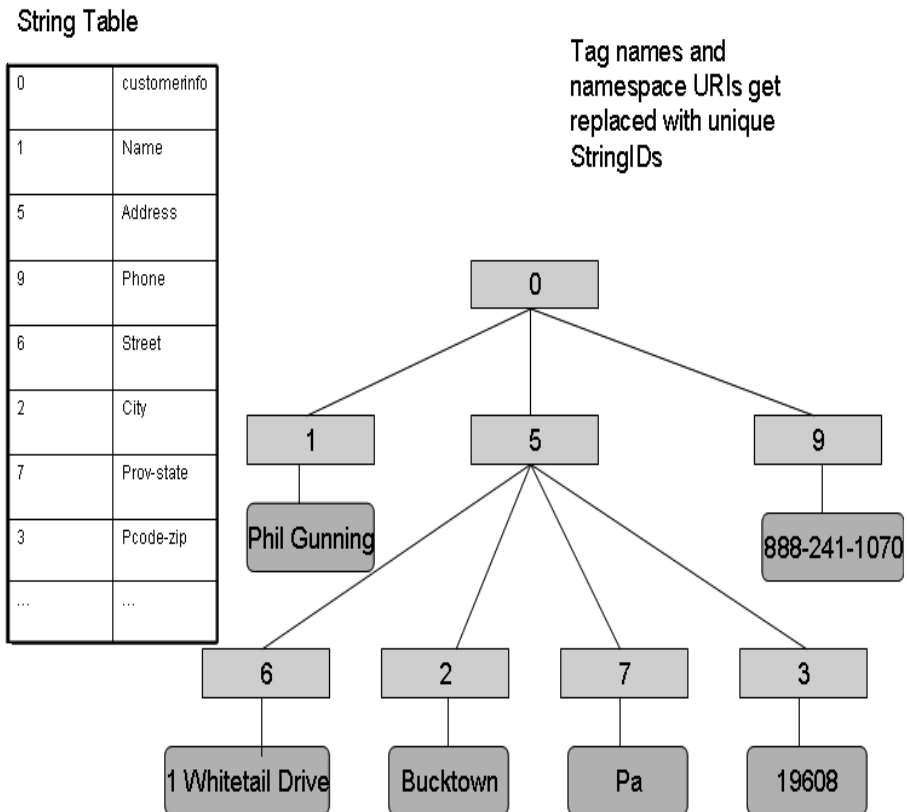 String Table
Tag names and
namespace URIs get
replaced with unique
StringIDs
0 customerinfo
1 Name
5 Address
9 Phone
6 Street
2 City
7 Prov-state
3 Pcode-zip
... ...
0
1 5 9
Phil Gunning
888-241-1070
6 2 7 3
1 Whitetail Drive Bucktown Pa 19608